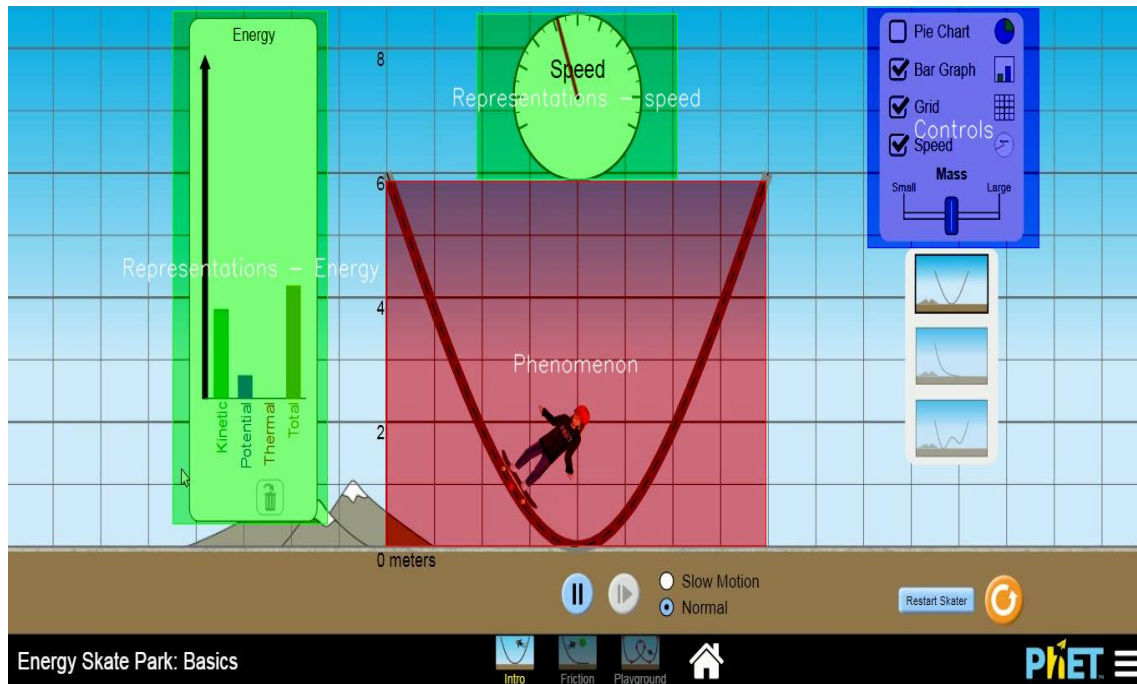 Energy
Kinetic
Potential
Thermal
Total
Representations - Energy
Speed
Representations - speed
8
6
4
2
0 meters
Phenomenon
Pie Chart
Bar Graph
Grid
Speed
Controls
Mass
Small
Large
Slow Motion
Normal
Restart Skater
Energy Skate Park: Basics
Intro
Friction
Playground
PhET